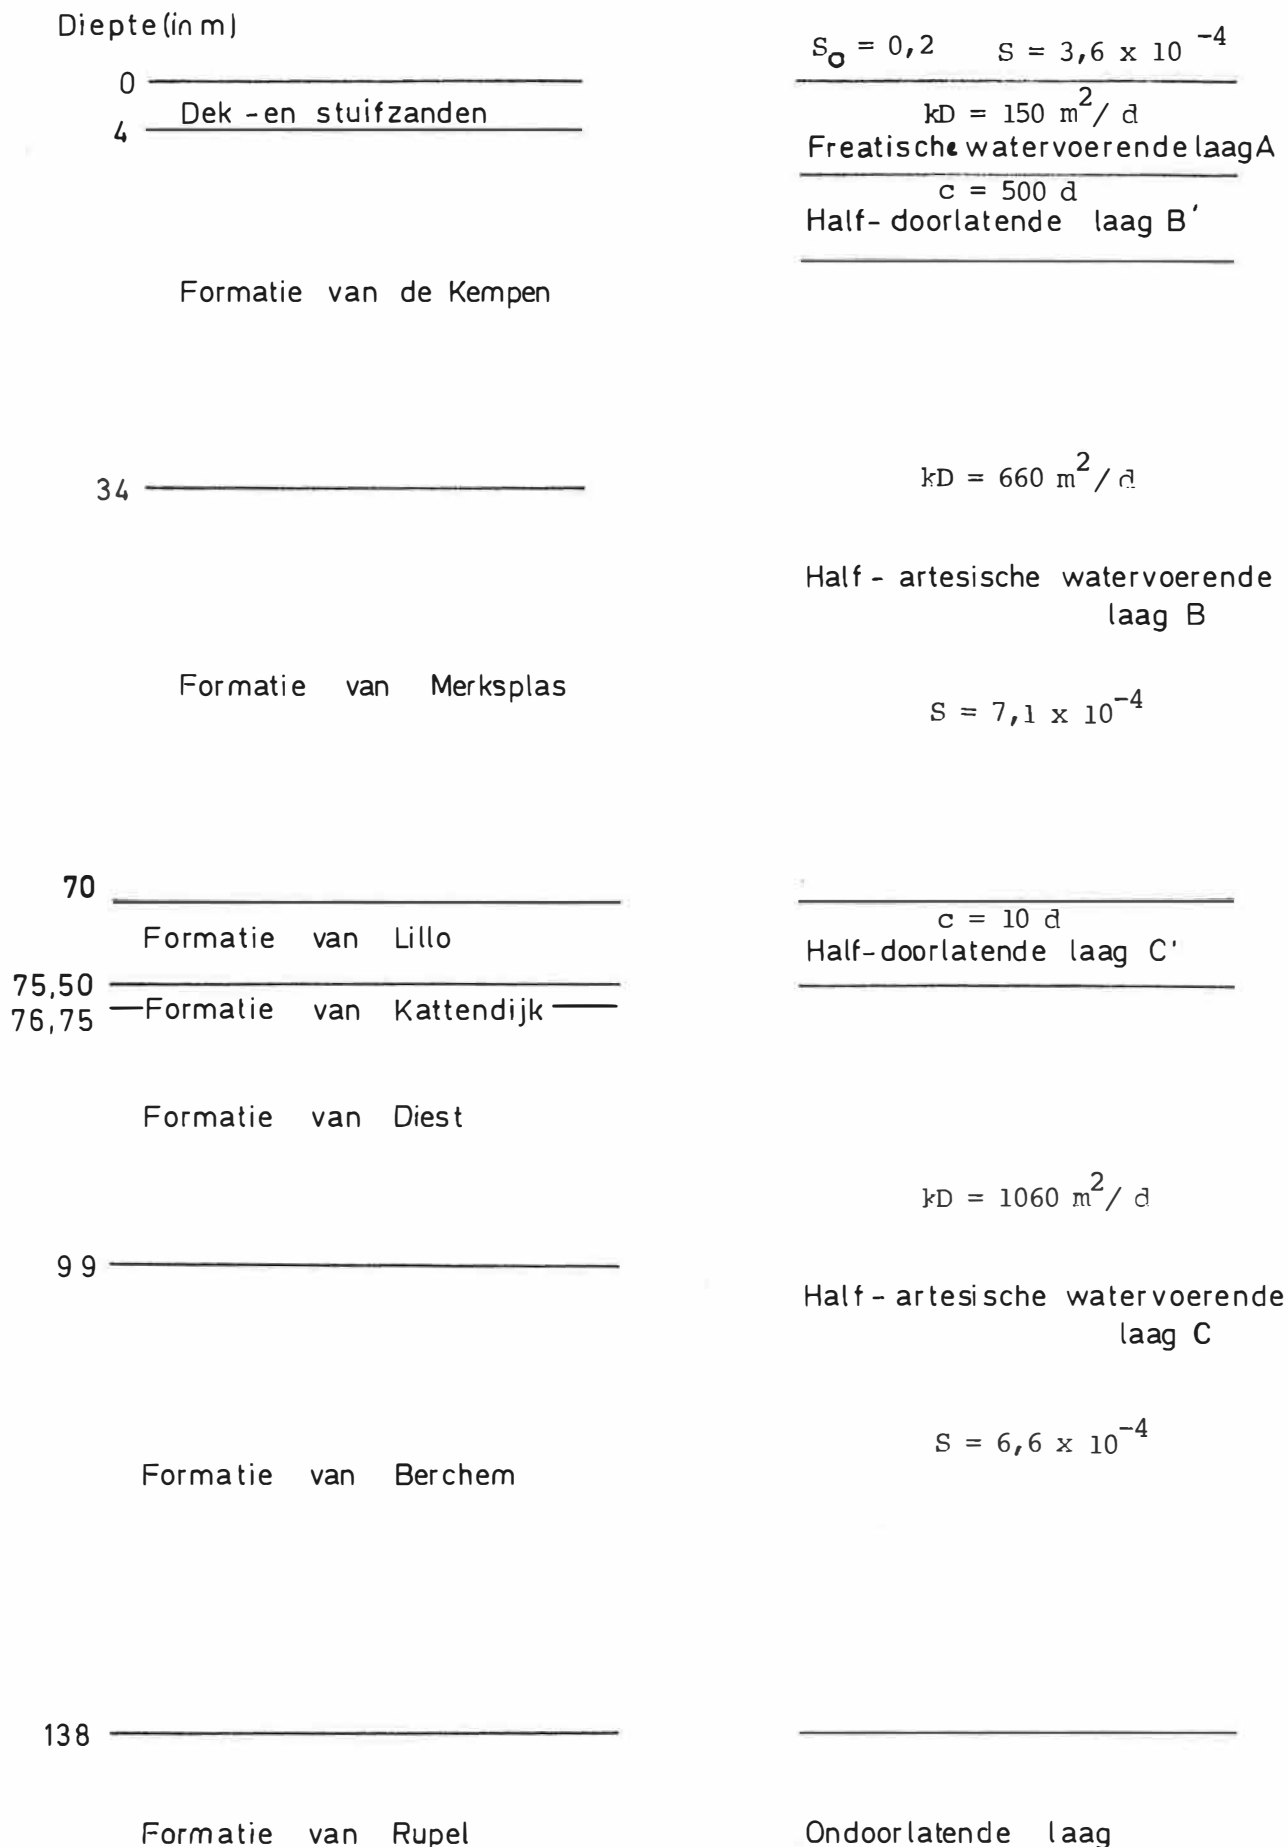 Diepte (in m)
0
Dek - en stuifzanden
4
Formatie van de Kempen
34
Formatie van Merksplas
70
Formatie van Lillo
75,50
76,75 Formatie van Kattendijk
Formatie van Diest
99
Formatie van Berchem
138
Formatie van Rupel
S₀ = 0,2 S = 3,6 x 10⁻⁴
kD = 150 m²/ d
Freatische watervoerende laag A
c = 500 d
Half- doorlatende laag B'
kD = 660 m²/ d
Half - artesische watervoerende
laag B
S = 7,1 x 10⁻⁴
c = 10 d
Half-doorlatende laag C'
kD = 1060 m²/ d
Half - artesische watervoerende
laag C
S = 6,6 x 10⁻⁴
Ondoorlatende laag